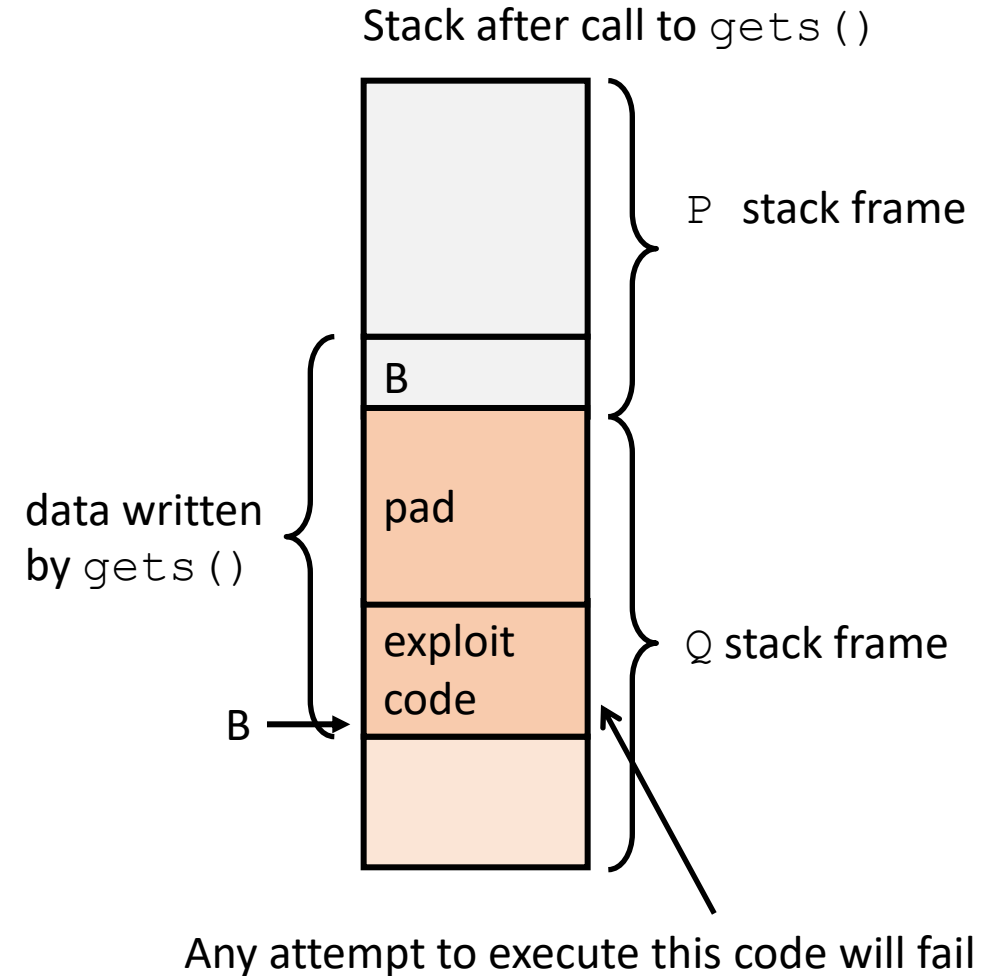 Stack after call to gets()
P stack frame
B
data written
by gets()
pad
exploit
code
Q stack frame
B
Any attempt to execute this code will fail